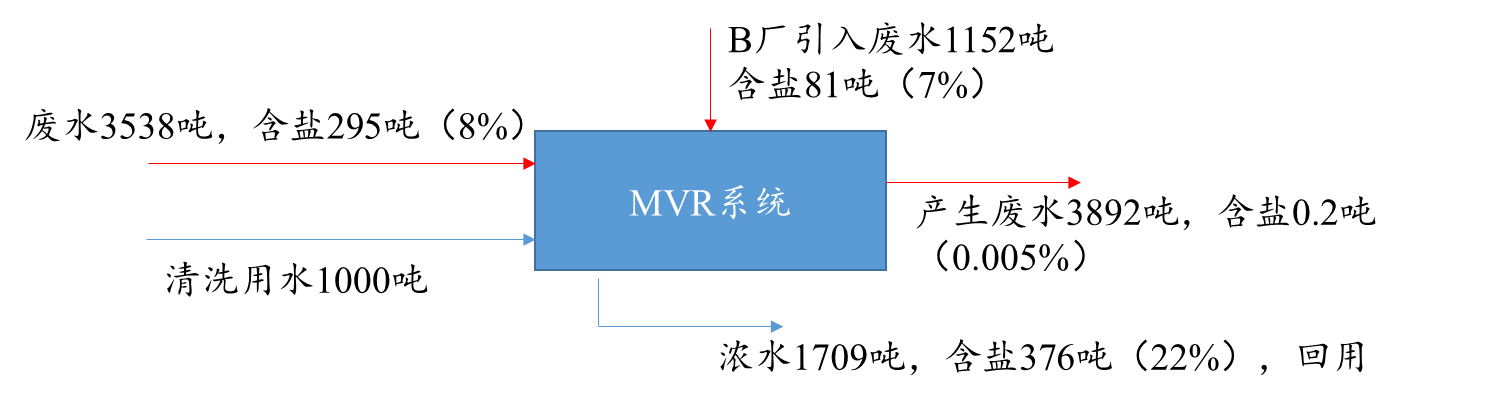 B厂引入废水1152吨
含盐81吨（7%）
废水3538吨，含盐295吨（8%）
MVR系统
产生废水3892吨，含盐0.2吨
（0.005%）
清洗用水1000吨
浓水1709吨，含盐376吨（22%），回用